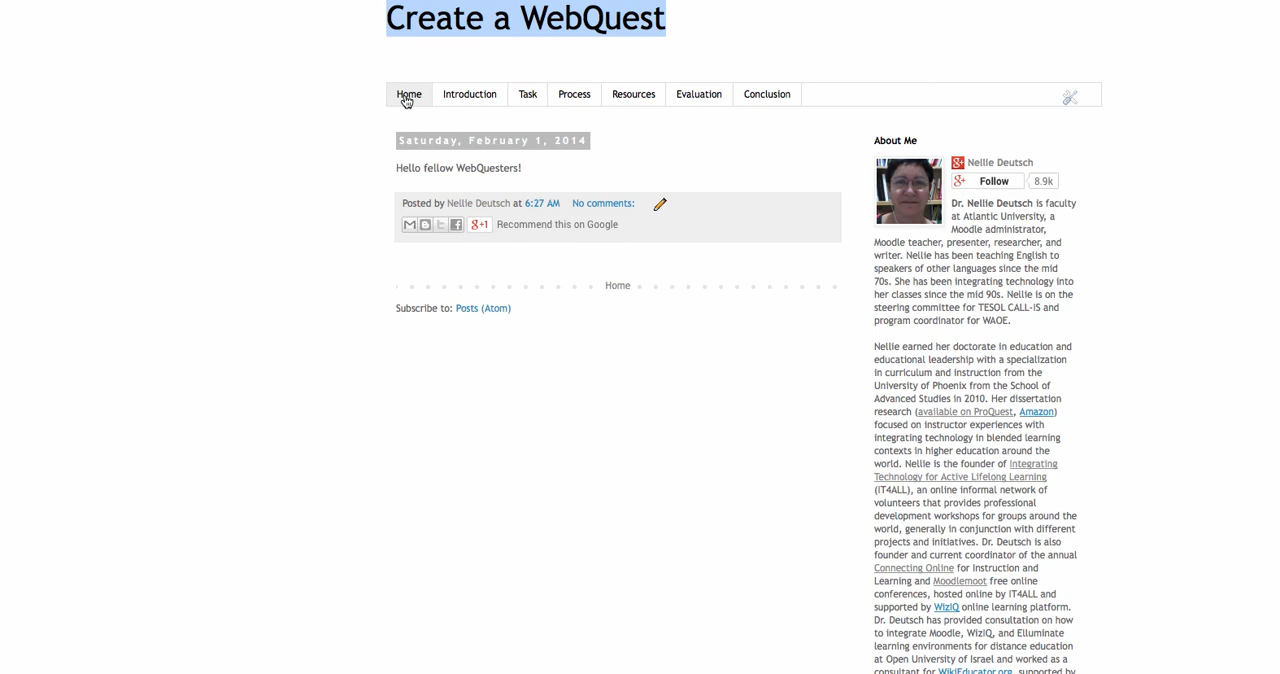 Create a WebQuest
Home Introduction Task Process Resources Evaluation Conclusion
Saturday, February 1, 2014
Hello fellow WebQuesters!
Posted by Nellie Deutsch at 6:27 AM No comments:
g+1 Recommend this on Google
Home
Subscribe to: Posts (Atom)
About Me
g+ Nellie Deutsch
g+ Follow 8.9k
Dr. Nellie Deutsch is faculty
at Atlantic University, a
Moodle administrator,
Moodle teacher, presenter, researcher, and
writer. Nellie has been teaching English to
speakers of other languages since the mid
70s. She has been integrating technology into
her classes since the mid 90s. Nellie is on the
steering committee for TESOL CALL-IS and
program coordinator for WAOE.
Nellie earned her doctorate in education and
educational leadership with a specialization
in curriculum and instruction from the
University of Phoenix from the School of
Advanced Studies in 2010. Her dissertation
research (available on ProQuest, Amazon)
focused on instructor experiences with
integrating technology in blended learning
contexts in higher education around the
world. Nellie is the founder of Integrating
Technology for Active Lifelong Learning
(IT4ALL), an online informal network of
volunteers that provides professional
development workshops for groups around the
world, generally in conjunction with different
projects and initiatives. Dr. Deutsch is also
founder and current coordinator of the annual
Connecting Online for Instruction and
Learning and Moodlemoot free online
conferences, hosted online by IT4ALL and
supported by WiziQ online learning platform.
Dr. Deutsch has provided consultation on how
to integrate Moodle, WiziQ, and Elluminate
learning environments for distance education
at Open University of Israel and worked as a
consultant for WikiEducator.org, supported by